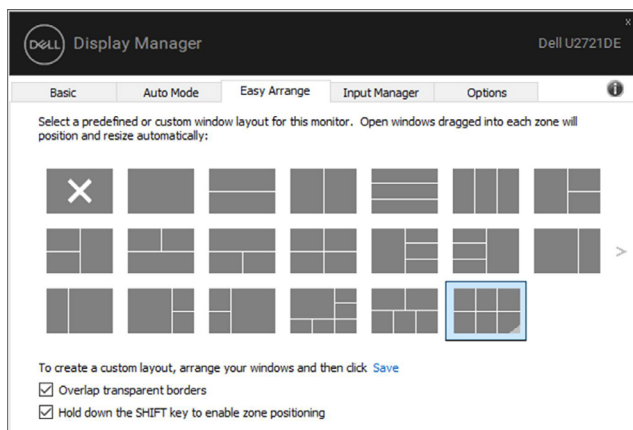 x
DELL Display Manager Dell U2721DE
Basic Auto Mode Easy Arrange Input Manager Options i
Select a predefined or custom window layout for this monitor. Open windows dragged into each zone will
position and resize automatically:
>
To create a custom layout, arrange your windows and then click Save
Overlap transparent borders
Hold down the SHIFT key to enable zone positioning